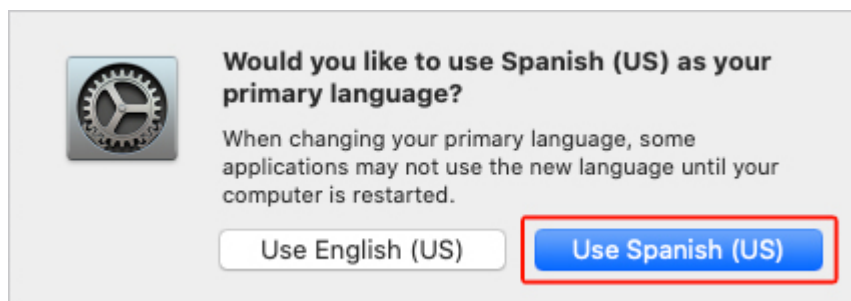 Would you like to use Spanish (US) as your
primary language?
When changing your primary language, some
applications may not use the new language until your
computer is restarted.
Use English (US)
Use Spanish (US)